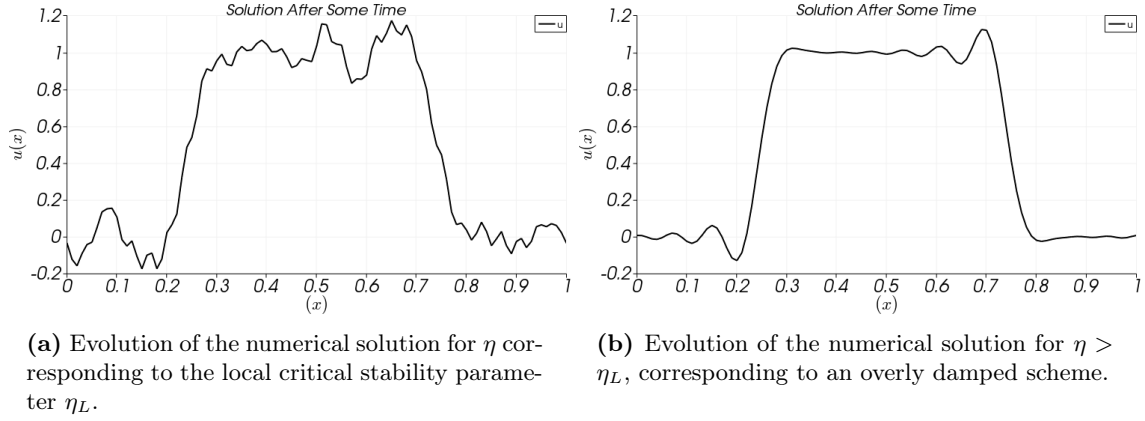 Solution After Some Time
u
1.2
1
0.8
0.6
0.4
0.2
0
-0.2
u(x)
0 0.1 0.2 0.3 0.4 0.5 0.6 0.7 0.8 0.9 1
(x)
(a) Evolution of the numerical solution for η cor-
responding to the local critical stability parame-
ter ηL.
Solution After Some Time
u
1.2
1
0.8
0.6
0.4
0.2
0
-0.2
u(x)
0 0.1 0.2 0.3 0.4 0.5 0.6 0.7 0.8 0.9 1
(x)
(b) Evolution of the numerical solution for η >
ηL, corresponding to an overly damped scheme.